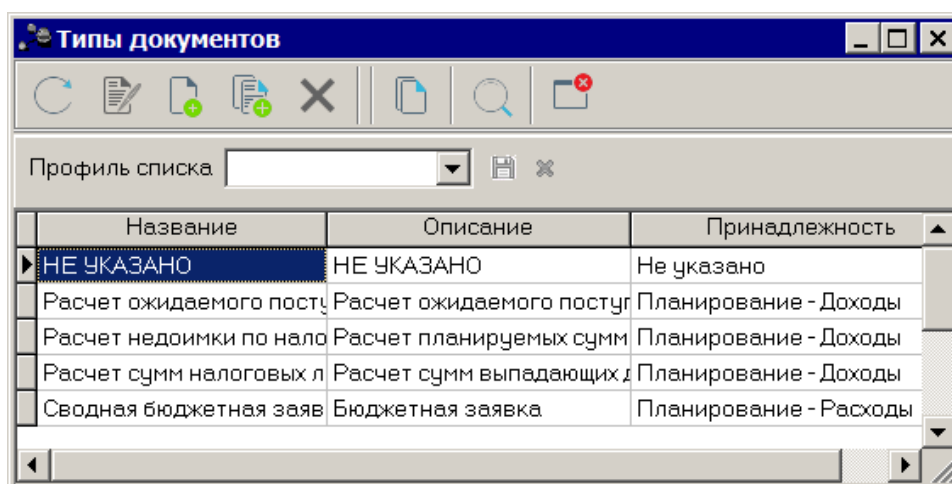 Типы документов
Профиль списка
Название Описание Принадлежность
НЕ УКАЗАНО НЕ УКАЗАНО Не указано
Расчет ожидаемого посту Расчет ожидаемого поступ Планирование - Доходы
Расчет недоимки по нало Расчет планируемых сумм Планирование - Доходы
Расчет сумм налоговых л Расчет сумм выпадающих д Планирование - Доходы
Сводная бюджетная заяв Бюджетная заявка Планирование - Расходы